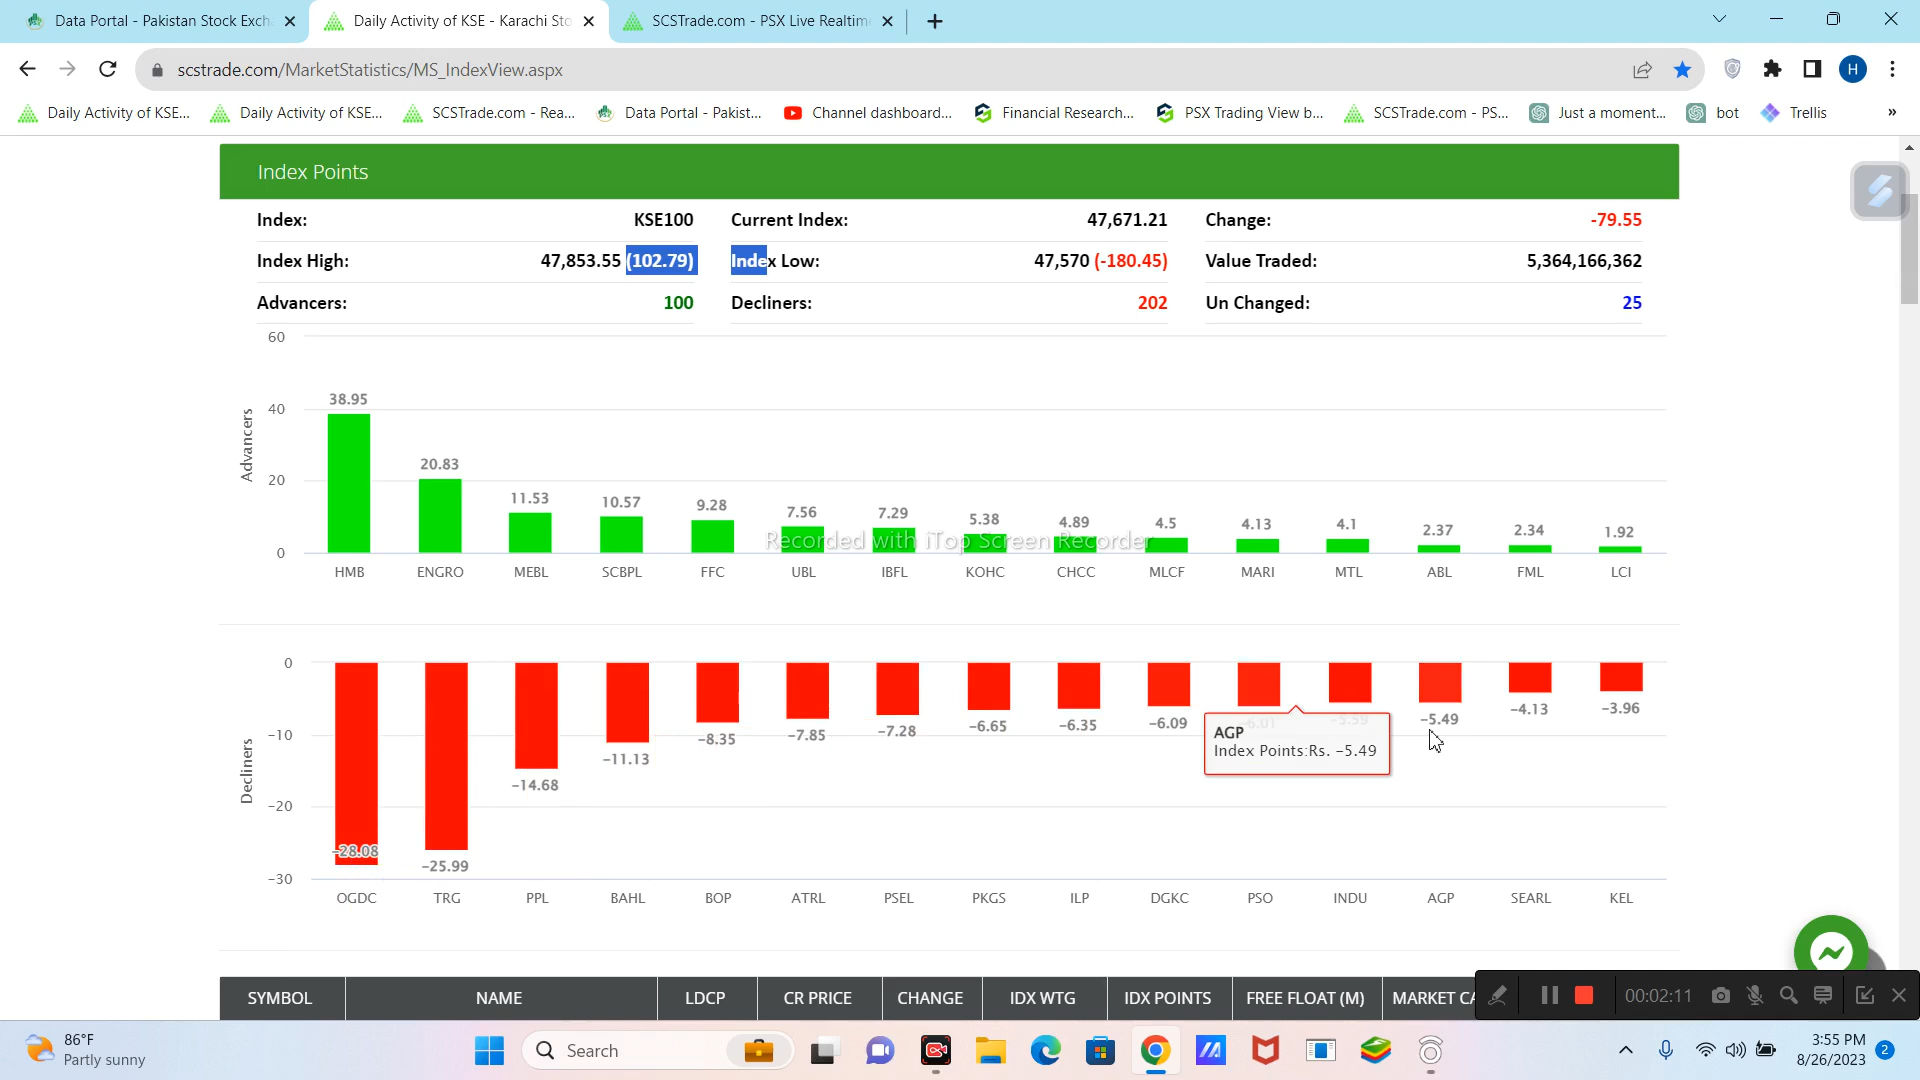 Data Portal - Pakistan Stock Exch
Daily Activity of KSE - Karachi Sto
SCSTrade.com - PSX Live Realtim
scstrade.com/MarketStatistics/MS_IndexView.aspx
H
Daily Activity of KSE...
Daily Activity of KSE...
SCSTrade.com - Rea...
Data Portal - Pakist...
Channel dashboard...
Financial Research...
PSX Trading View b...
SCSTrade.com - PS...
Just a moment...
bot
Trellis
»
Index Points
Index: KSE100 Current Index: 47,671.21 Change: -79.55
Index High: 47,853.55 (102.79) Index Low: 47,570 (-180.45) Value Traded: 5,364,166,362
Advancers: 100 Decliners: 202 Un Changed: 25
60
40
20
0
Advancers
38.95 20.83 11.53 10.57 9.28 7.56 7.29 5.38 4.89 4.5 4.13 4.1 2.37 2.34 1.92
Recorded with iTop Screen Recorder
HMB ENGRO MEBL SCBPL FFC UBL IBFL KOHC CHCC MLCF MARI MTL ABL FML LCI
0
-10
-20
-30
Decliners
-28.08 -25.99 -14.68 -11.13 -8.35 -7.85 -7.28 -6.65 -6.35 -6.09 -6.01 -5.59 -5.49 -4.13 -3.96
AGP
Index Points:Rs. -5.49
OGDC TRG PPL BAHL BOP ATRL PSEL PKGS ILP DGKC PSO INDU AGP SEARL KEL
SYMBOL NAME LDCP CR PRICE CHANGE IDX WTG IDX POINTS FREE FLOAT (M) MARKET CA
00:02:11
86°F
Partly sunny
Search
3:55 PM
8/26/2023
2